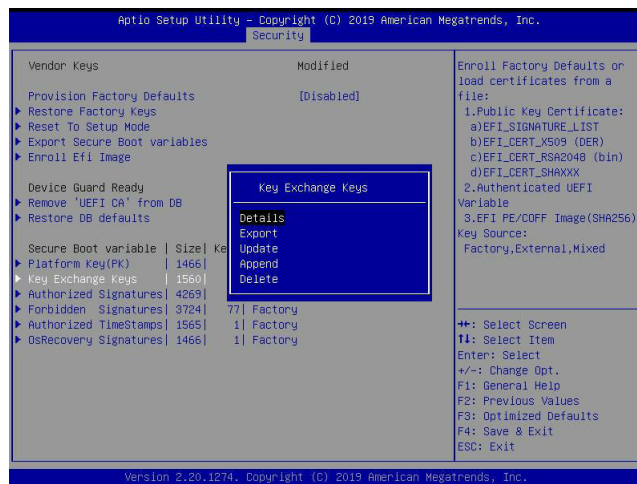 Aptio Setup Utility – Copyright (C) 2019 American Megatrends, Inc.
Security
Vendor Keys Modified
Provision Factory Defaults [Disabled]
Restore Factory Keys
Reset To Setup Mode
Export Secure Boot variables
Enroll Efi Image
Device Guard Ready
Remove 'UEFI CA' from DB
Restore DB defaults
Secure Boot variable | Size| Ke
Platform Key(PK) | 1466|
Key Exchange Keys | 1560|
Authorized Signatures| 4269|
Forbidden Signatures| 3724| 77| Factory
Authorized TimeStamps| 1565| 1| Factory
OsRecovery Signatures| 1466| 1| Factory
Key Exchange Keys
Details
Export
Update
Append
Delete
Enroll Factory Defaults or
load certificates from a
file:
1.Public Key Certificate:
a)EFI_SIGNATURE_LIST
b)EFI_CERT_X509 (DER)
c)EFI_CERT_RSA2048 (bin)
d)EFI_CERT_SHAXXX
2.Authenticated UEFI
Variable
3.EFI PE/COFF Image(SHA256)
Key Source:
Factory,External,Mixed
→←: Select Screen
↑↓: Select Item
Enter: Select
+/-: Change Opt.
F1: General Help
F2: Previous Values
F3: Optimized Defaults
F4: Save & Exit
ESC: Exit
Version 2.20.1274. Copyright (C) 2019 American Megatrends, Inc.